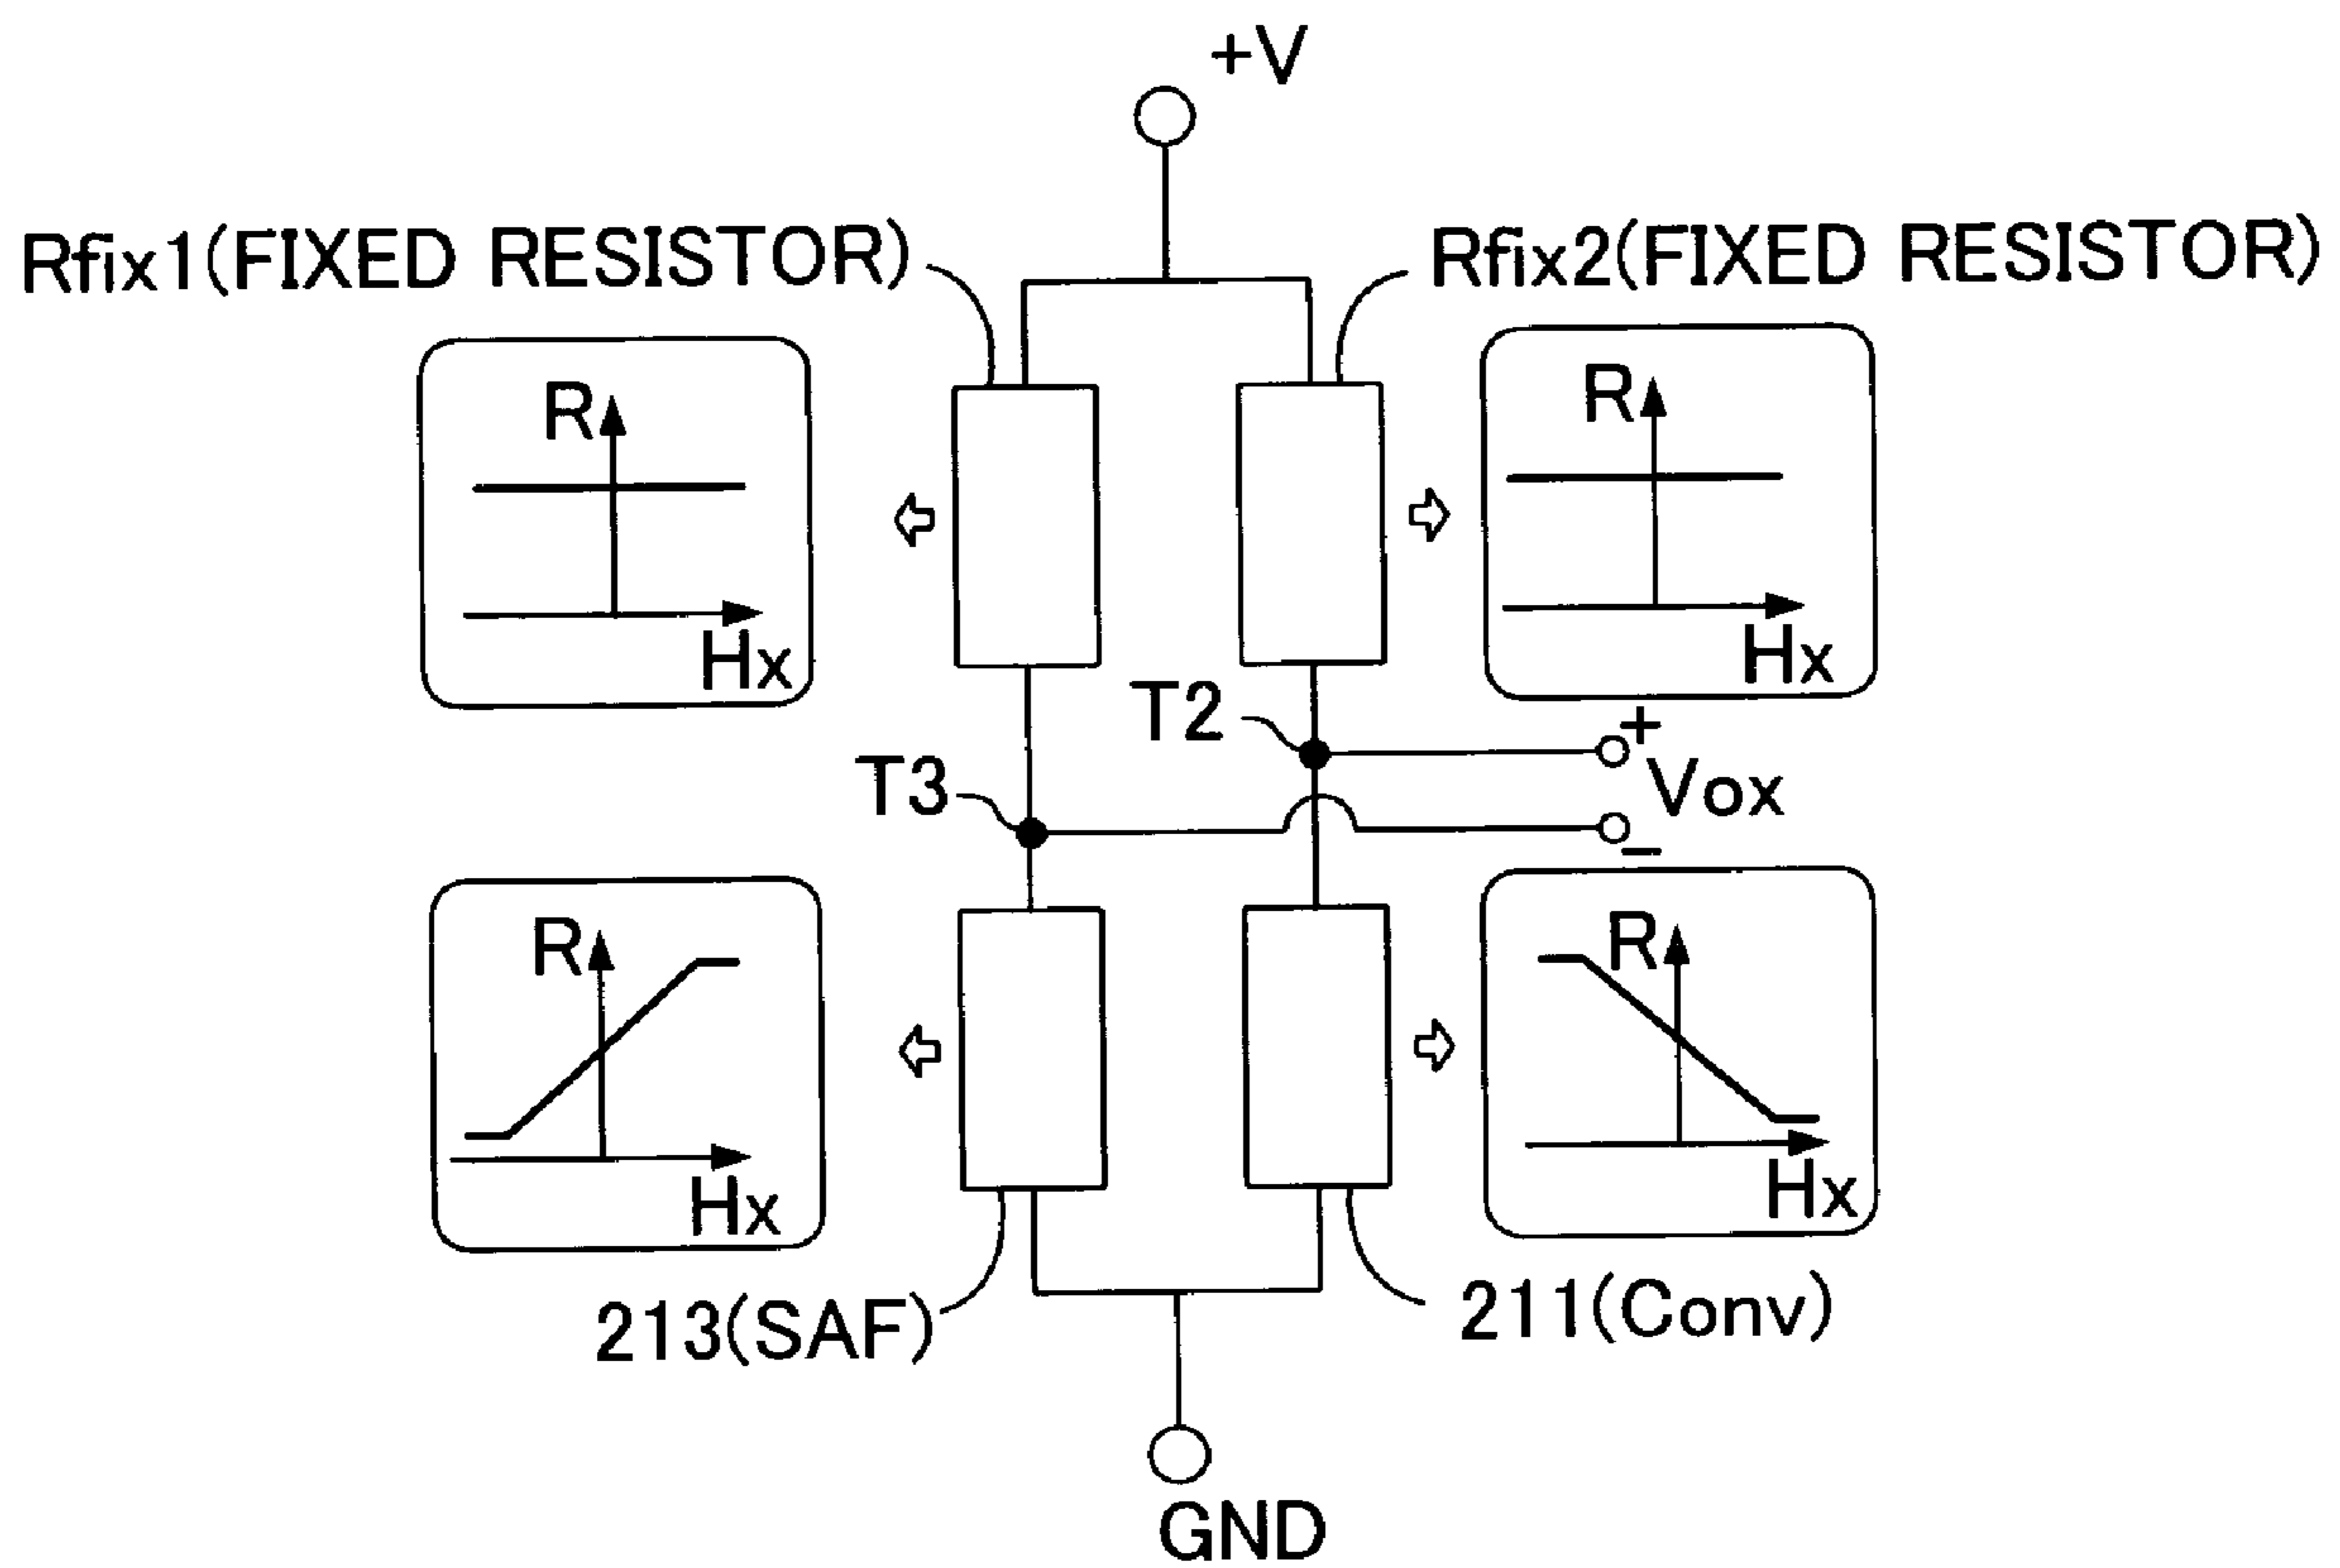 +V
Rfix1(FIXED RESISTOR)
Rfix2(FIXED RESISTOR)
R
Hx
R
Hx
T2
T3
+
Vox
−
R
Hx
R
Hx
213(SAF)
211(Conv)
GND